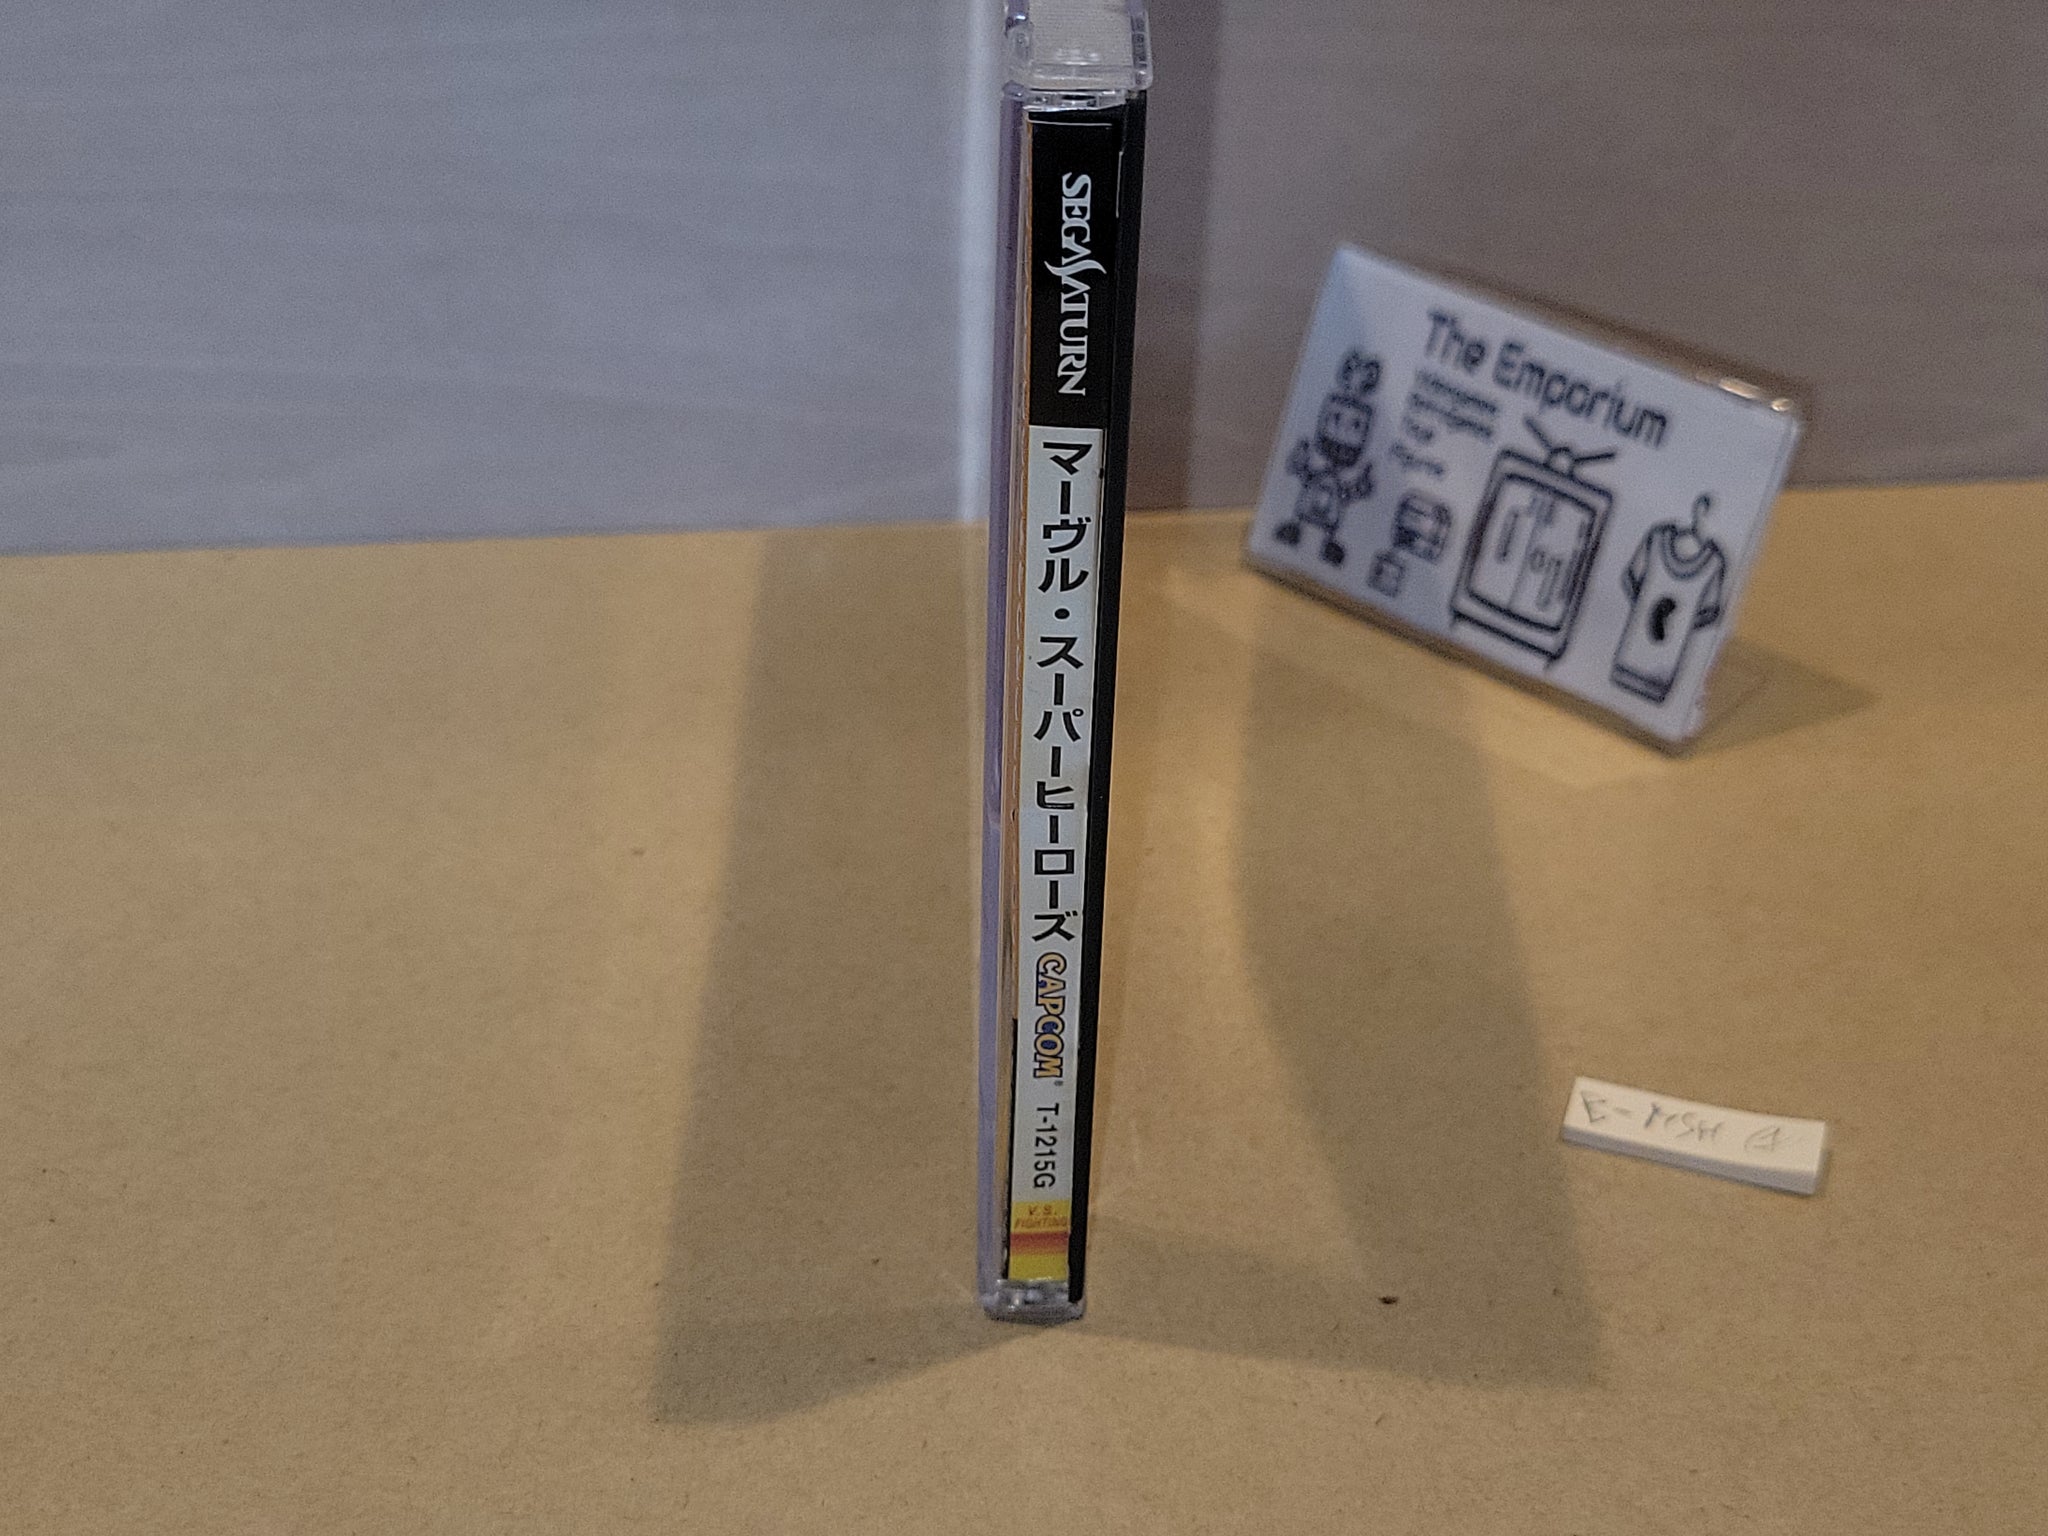 SEGA SATURN
マーヴル・スーパーヒーローズ
CAPCOM®
T-1215G
V.S.
FIGHTING
The Emporium